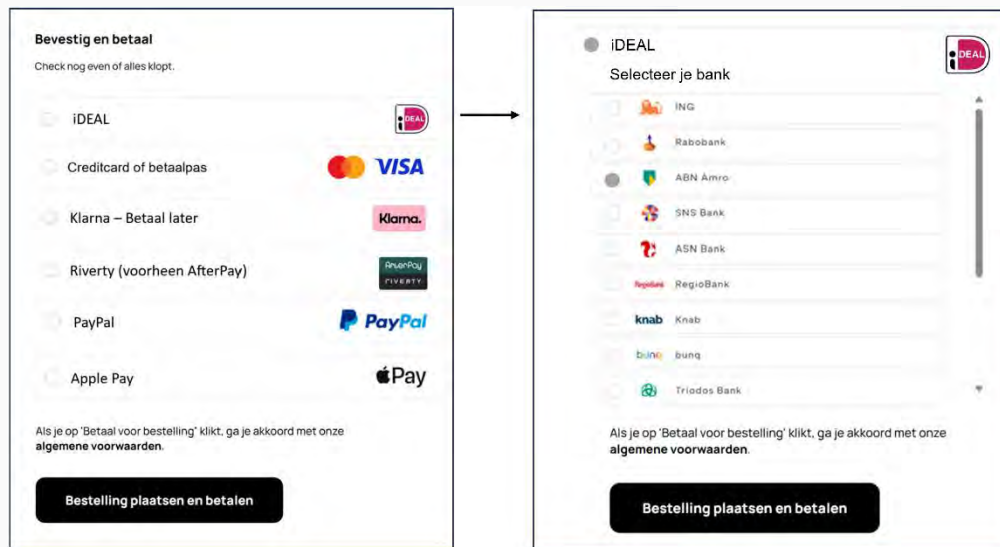 Bevestig en betaal
Check nog even of alles klopt.
iDEAL
iDEAL
Creditcard of betaalpas
VISA
Klarna – Betaal later
Klarna.
Riverty (voorheen AfterPay)
AfterPay
RIVERTY
PayPal
PayPal
Apple Pay
Pay
Als je op 'Betaal voor bestelling' klikt, ga je akkoord met onze
algemene voorwaarden.
Bestelling plaatsen en betalen
iDEAL
iDEAL
Selecteer je bank
ING
Rabobank
ABN Amro
SNS Bank
ASN Bank
RegioBank RegioBank
knab Knab
bunq bunq
Triodos Bank
Als je op 'Betaal voor bestelling' klikt, ga je akkoord met onze
algemene voorwaarden.
Bestelling plaatsen en betalen